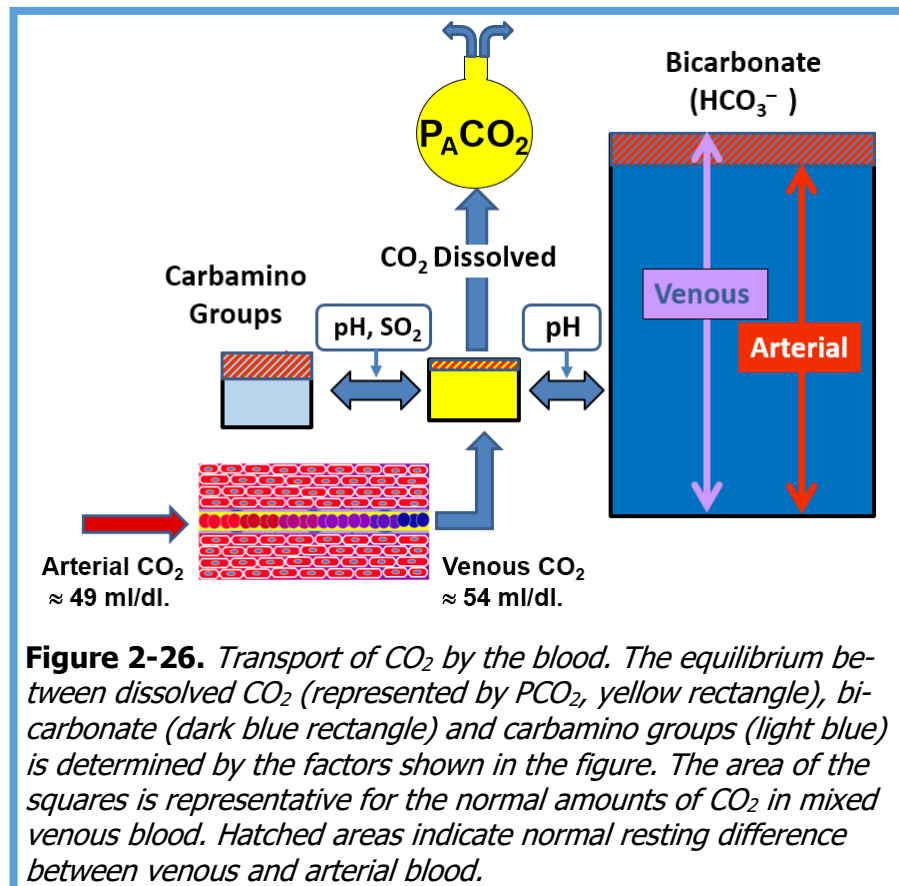 Bicarbonate
(HCO₃⁻ )
PACO₂
CO₂ Dissolved
Carbamino
Groups
pH, SO₂
pH
Venous
Arterial
Arterial CO₂
≈ 49 ml/dl.
Venous CO₂
≈ 54 ml/dl.
Figure 2-26. Transport of CO₂ by the blood. The equilibrium be-
tween dissolved CO₂ (represented by PCO₂, yellow rectangle), bi-
carbonate (dark blue rectangle) and carbamino groups (light blue)
is determined by the factors shown in the figure. The area of the
squares is representative for the normal amounts of CO₂ in mixed
venous blood. Hatched areas indicate normal resting difference
between venous and arterial blood.